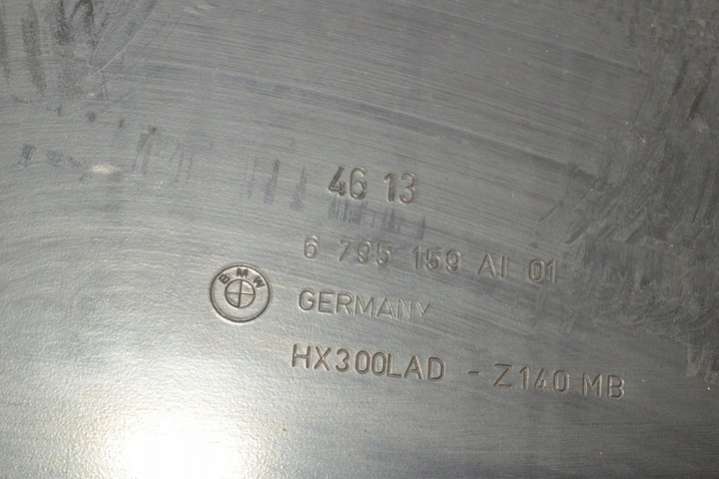 46 13
6 795 159 AI 01
BMW
GERMANY
HX300LAD - Z140 MB